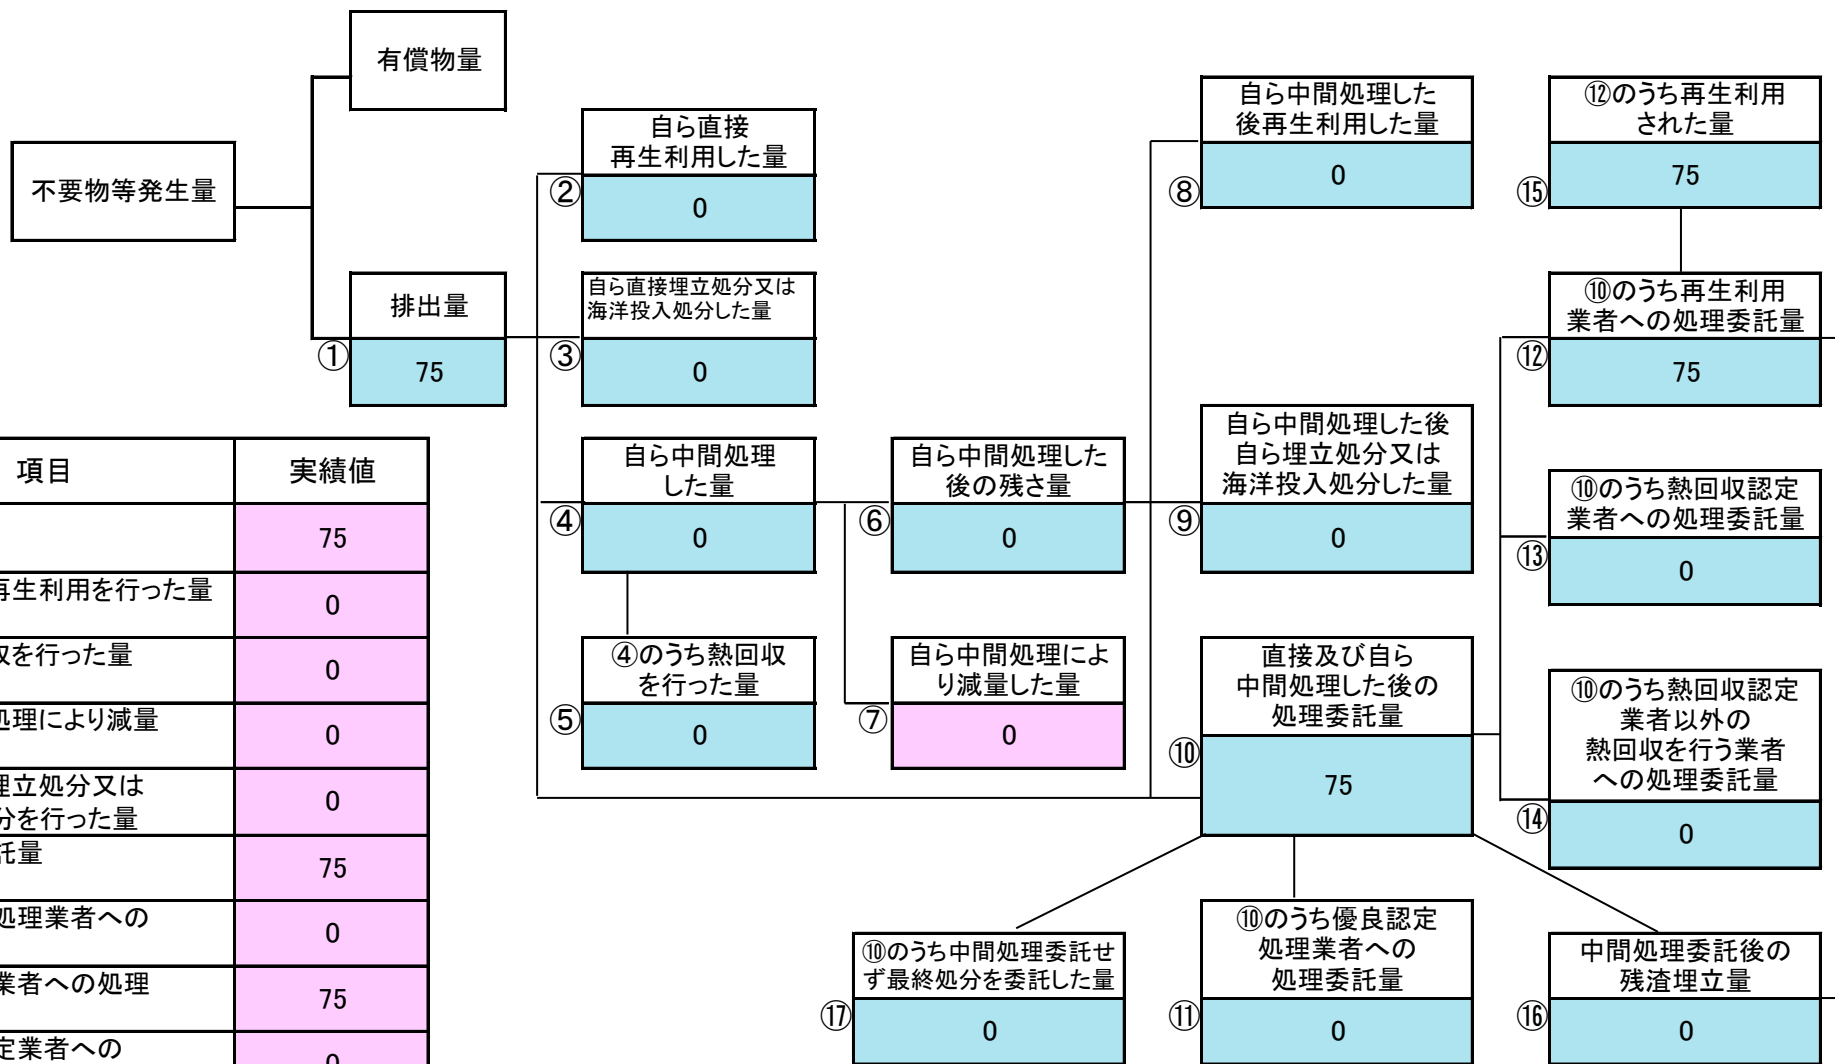 有償物量
不要物等発生量
排出量
①
75
自ら直接
再生利用した量
②
0
自ら直接埋立処分又は
海洋投入処分した量
③
0
自ら中間処理
した量
④
0
④のうち熱回収
を行った量
⑤
0
自ら中間処理した
後の残さ量
⑥
0
自ら中間処理によ
り減量した量
⑦
0
自ら中間処理した
後再生利用した量
⑧
0
自ら中間処理した後
自ら埋立処分又は
海洋投入処分した量
⑨
0
直接及び自ら
中間処理した後の
処理委託量
⑩
75
⑫のうち再生利用
された量
⑮
75
⑩のうち再生利用
業者への処理委託量
⑫
75
⑩のうち熱回収認定
業者への処理委託量
⑬
0
⑩のうち熱回収認定
業者以外の
熱回収を行う業者
への処理委託量
⑭
0
⑩のうち中間処理委託せ
ず最終処分を委託した量
⑰
0
⑩のうち優良認定
処理業者への
処理委託量
⑪
0
中間処理委託後の
残渣埋立量
⑯
0
項目 実績値
75
再生利用を行った量 0
を行った量 0
処理により減量 0
埋立処分又は
分を行った量 0
託量 75
処理業者への 0
業者への処理 75
定業者への 0